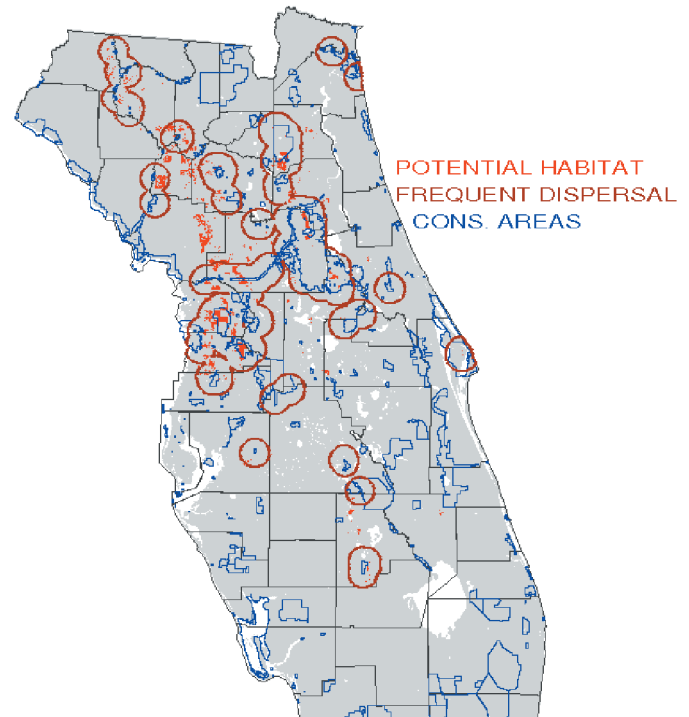 POTENTIAL HABITAT
FREQUENT DISPERSAL
CONS. AREAS